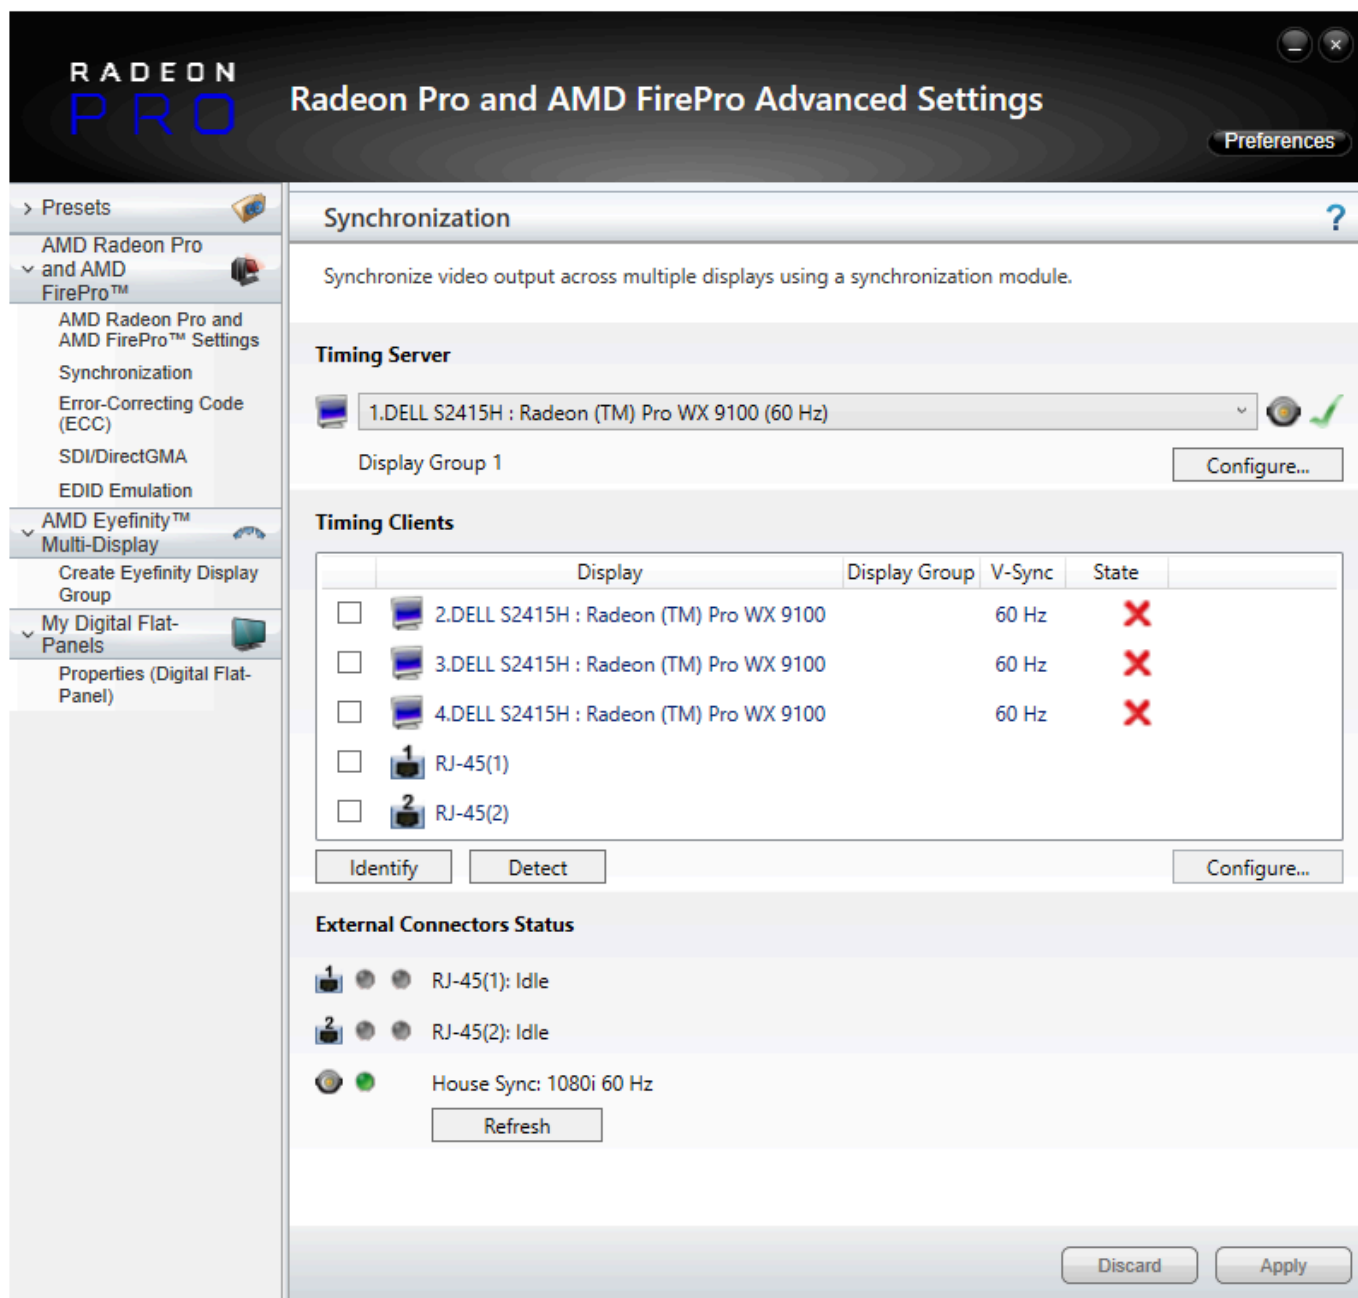 RADEON
PRO
Radeon Pro and AMD FirePro Advanced Settings
Preferences
Presets
AMD Radeon Pro
and AMD
FirePro™
AMD Radeon Pro and
AMD FirePro™ Settings
Synchronization
Error-Correcting Code
(ECC)
SDI/DirectGMA
EDID Emulation
AMD Eyefinity™
Multi-Display
Create Eyefinity Display
Group
My Digital Flat-
Panels
Properties (Digital Flat-
Panel)
Synchronization
?
Synchronize video output across multiple displays using a synchronization module.
Timing Server
1.DELL S2415H : Radeon (TM) Pro WX 9100 (60 Hz)
Display Group 1
Configure...
Timing Clients
Display Display Group V-Sync State
2.DELL S2415H : Radeon (TM) Pro WX 9100 60 Hz
3.DELL S2415H : Radeon (TM) Pro WX 9100 60 Hz
4.DELL S2415H : Radeon (TM) Pro WX 9100 60 Hz
1 RJ-45(1)
2 RJ-45(2)
Identify Detect Configure...
External Connectors Status
1 RJ-45(1): Idle
2 RJ-45(2): Idle
House Sync: 1080i 60 Hz
Refresh
Discard Apply